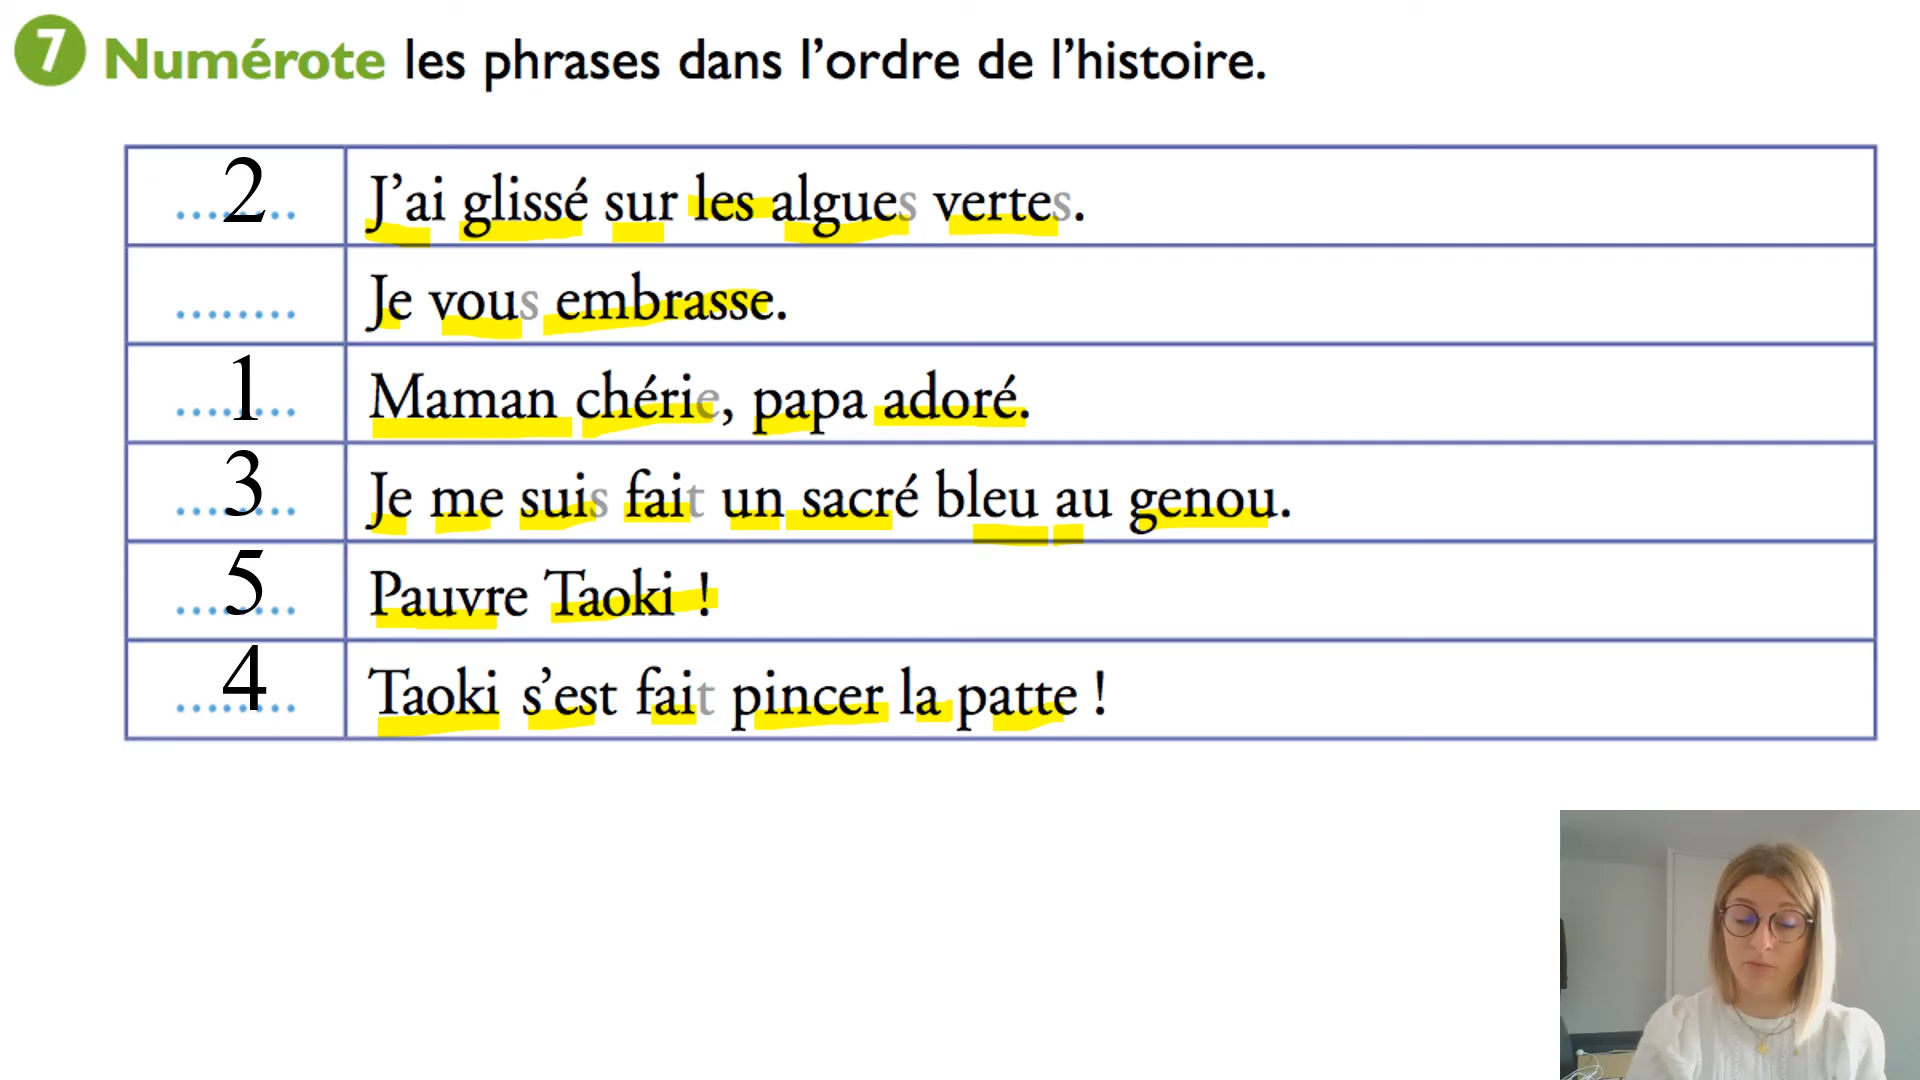 7 Numérote les phrases dans l'ordre de l'histoire.
2 J'ai glissé sur les algues vertes.
........ Je vous embrasse.
1 Maman chérie, papa adoré.
3 Je me suis fait un sacré bleu au genou.
5 Pauvre Taoki !
4 Taoki s'est fait pincer la patte !